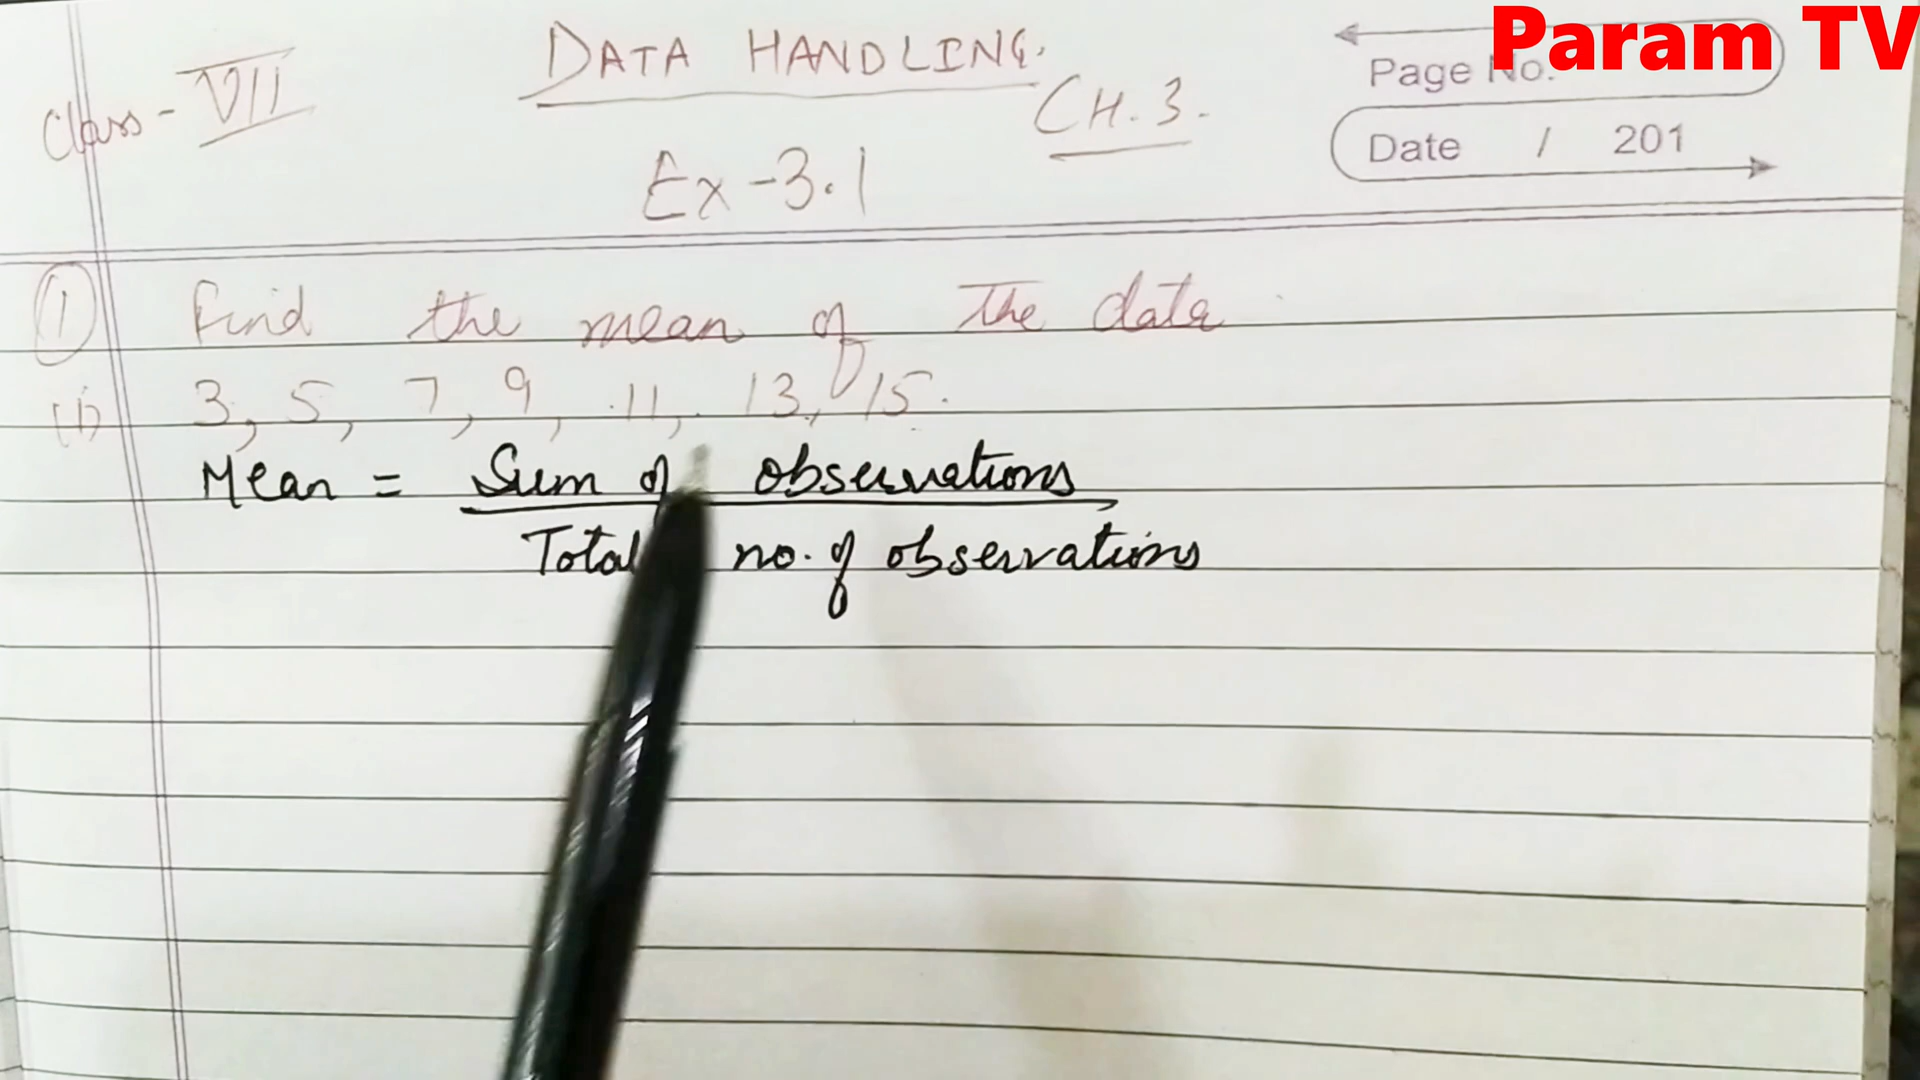 Param TV
DATA HANDLING.
Page No.
Class - VII
CH. 3.
Date / 201
Ex - 3.1
1 Find the mean of the data
(i) 3, 5, 7, 9, 11, 13, 15.
Mean = Sum of observations
Total no. of observations